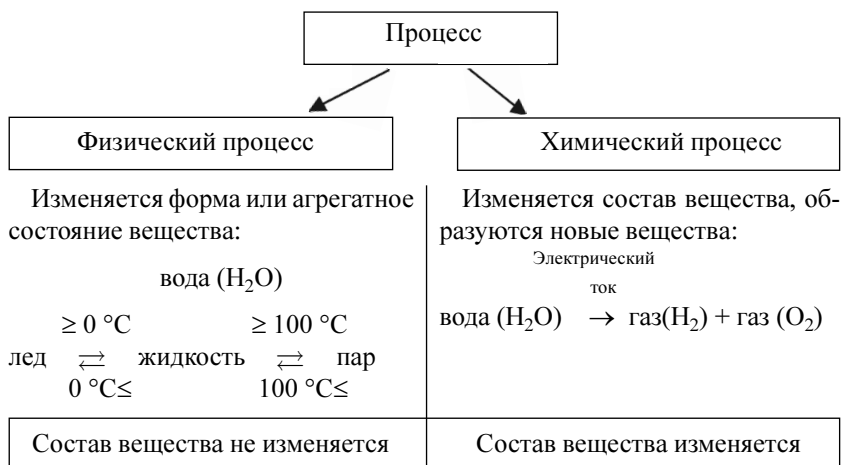 Процесс
Физический процесс
Химический процесс
Изменяется форма или агрегатное
состояние вещества:
вода (H₂O)
≥ 0 °C ≥ 100 °C
лед ⇄ жидкость ⇄ пар
0 °C≤ 100 °C≤
Изменяется состав вещества, об-
разуются новые вещества:
Электрический
ток
вода (H₂O) → газ(H₂) + газ (O₂)
Состав вещества не изменяется
Состав вещества изменяется